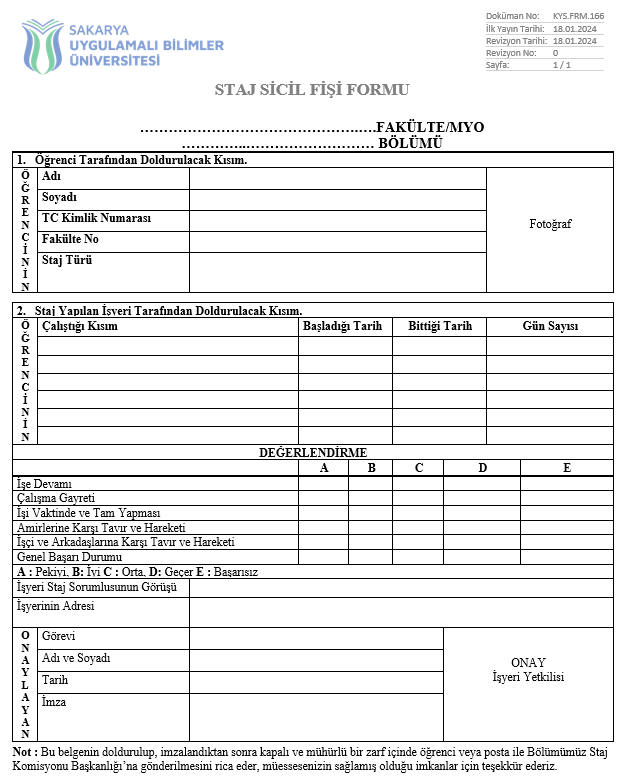 SAKARYA
UYGULAMALI BİLİMLER
ÜNİVERSİTESİ
Doküman No: KYS.FRM.166
İlk Yayın Tarihi: 18.01.2024
Revizyon Tarihi: 18.01.2024
Revizyon No: 0
Sayfa: 1 / 1
STAJ SİCİL FİŞİ FORMU
……………………………………………..….FAKÜLTE/MYO
…………...……………………… BÖLÜMÜ
1. Öğrenci Tarafından Doldurulacak Kısım.
ÖĞRENCİNİN
Adı
Soyadı
TC Kimlik Numarası
Fakülte No
Staj Türü
Fotoğraf
2. Staj Yapılan İşveri Tarafından Doldurulacak Kısım.
ÖĞRENCİNİN
Çalıştığı Kısım Başladığı Tarih Bittiği Tarih Gün Sayısı
DEĞERLENDİRME
A B C D E
İşe Devamı
Çalışma Gayreti
İşi Vaktinde ve Tam Yapması
Amirlerine Karşı Tavır ve Hareketi
İşçi ve Arkadaşlarına Karşı Tavır ve Hareketi
Genel Başarı Durumu
A : Pekiyi, B: İyi C : Orta, D: Geçer E : Başarısız
İşyeri Staj Sorumlusunun Görüşü
İşyerinin Adresi
ONAYLAYAN
Görevi
Adı ve Soyadı
Tarih
İmza
ONAY
İşyeri Yetkilisi
Not : Bu belgenin doldurulup, imzalandıktan sonra kapalı ve mühürlü bir zarf içinde öğrenci veya posta ile Bölümümüz Staj
Komisyonu Başkanlığı’na gönderilmesini rica eder, müessesenizin sağlamış olduğu imkanlar için teşekkür ederiz.